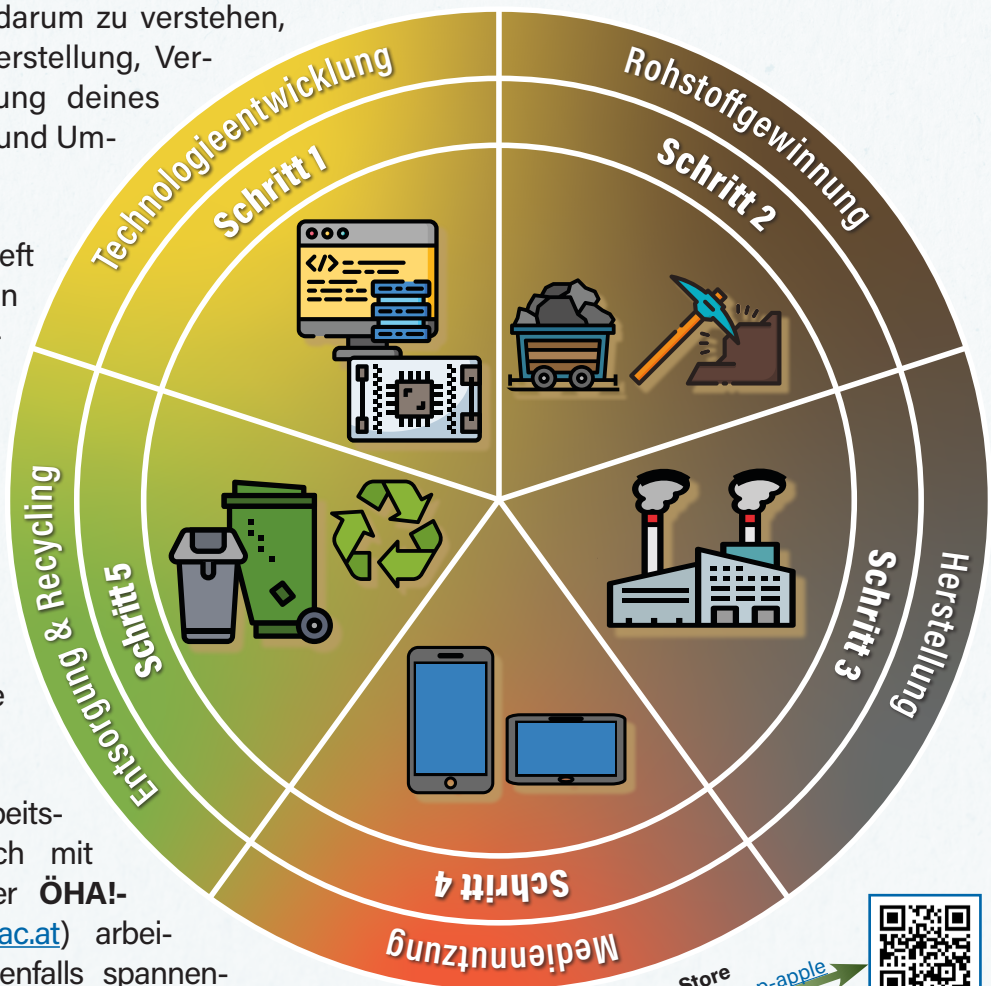 darum zu verstehen,
erstellung, Ver-
ung deines
und Um-
eft
n
Technologieentwicklung
Schritt 1
Rohstoffgewinnung
Schritt 2
</>
Herstellung
Schritt 3
Mediennutzung
Schritt 4
Entsorgung & Recycling
Schritt 5
e
beits-
ch mit
er ÖHA!-
ac.at) arbei-
enfalls spannen-
Store
p-apple